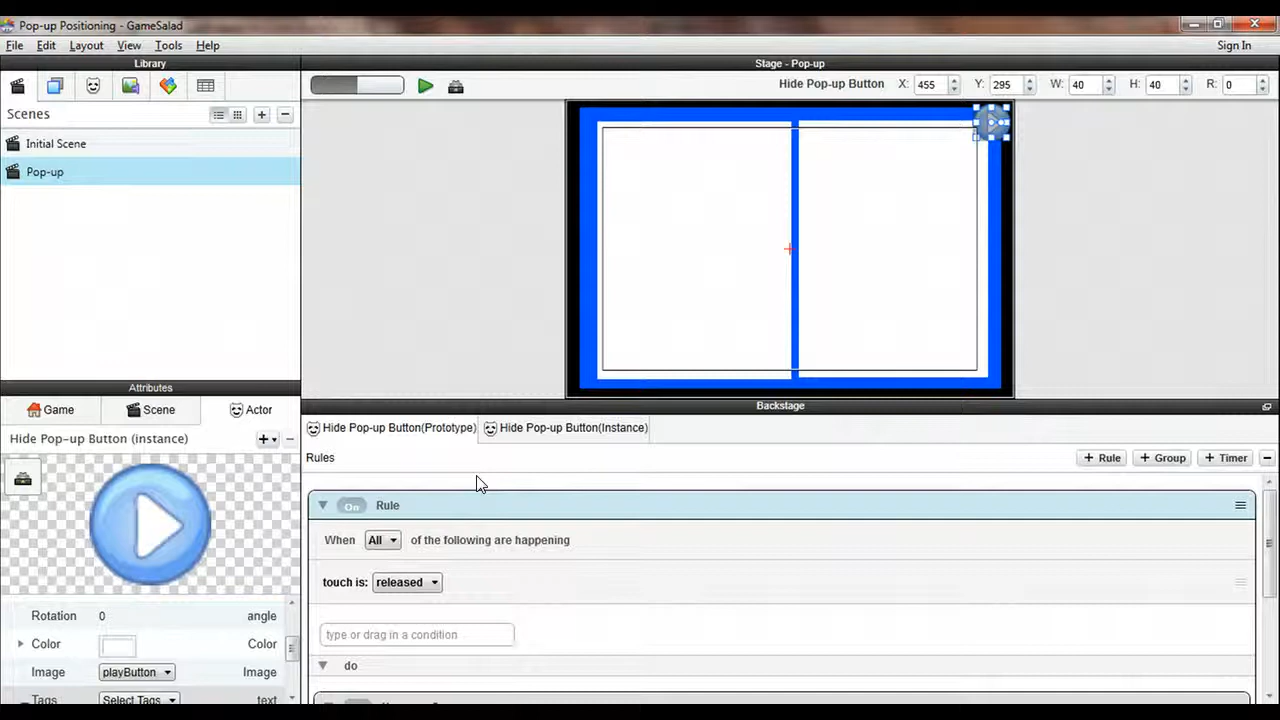 Pop-up Positioning - GameSalad
File Edit Layout View Tools Help Sign In
Library
Stage - Pop-up
Hide Pop-up Button X: 455 Y: 295 W: 40 H: 40 R: 0
Scenes
Initial Scene
Pop-up
Attributes
Game Scene Actor
Hide Pop-up Button (instance)
Rotation 0 angle
Color Color
Image playButton Image
Tags Select Tags text
Backstage
Hide Pop-up Button(Prototype) Hide Pop-up Button(Instance)
Rules + Rule + Group + Timer
On Rule
When All of the following are happening
touch is: released
type or drag in a condition
do